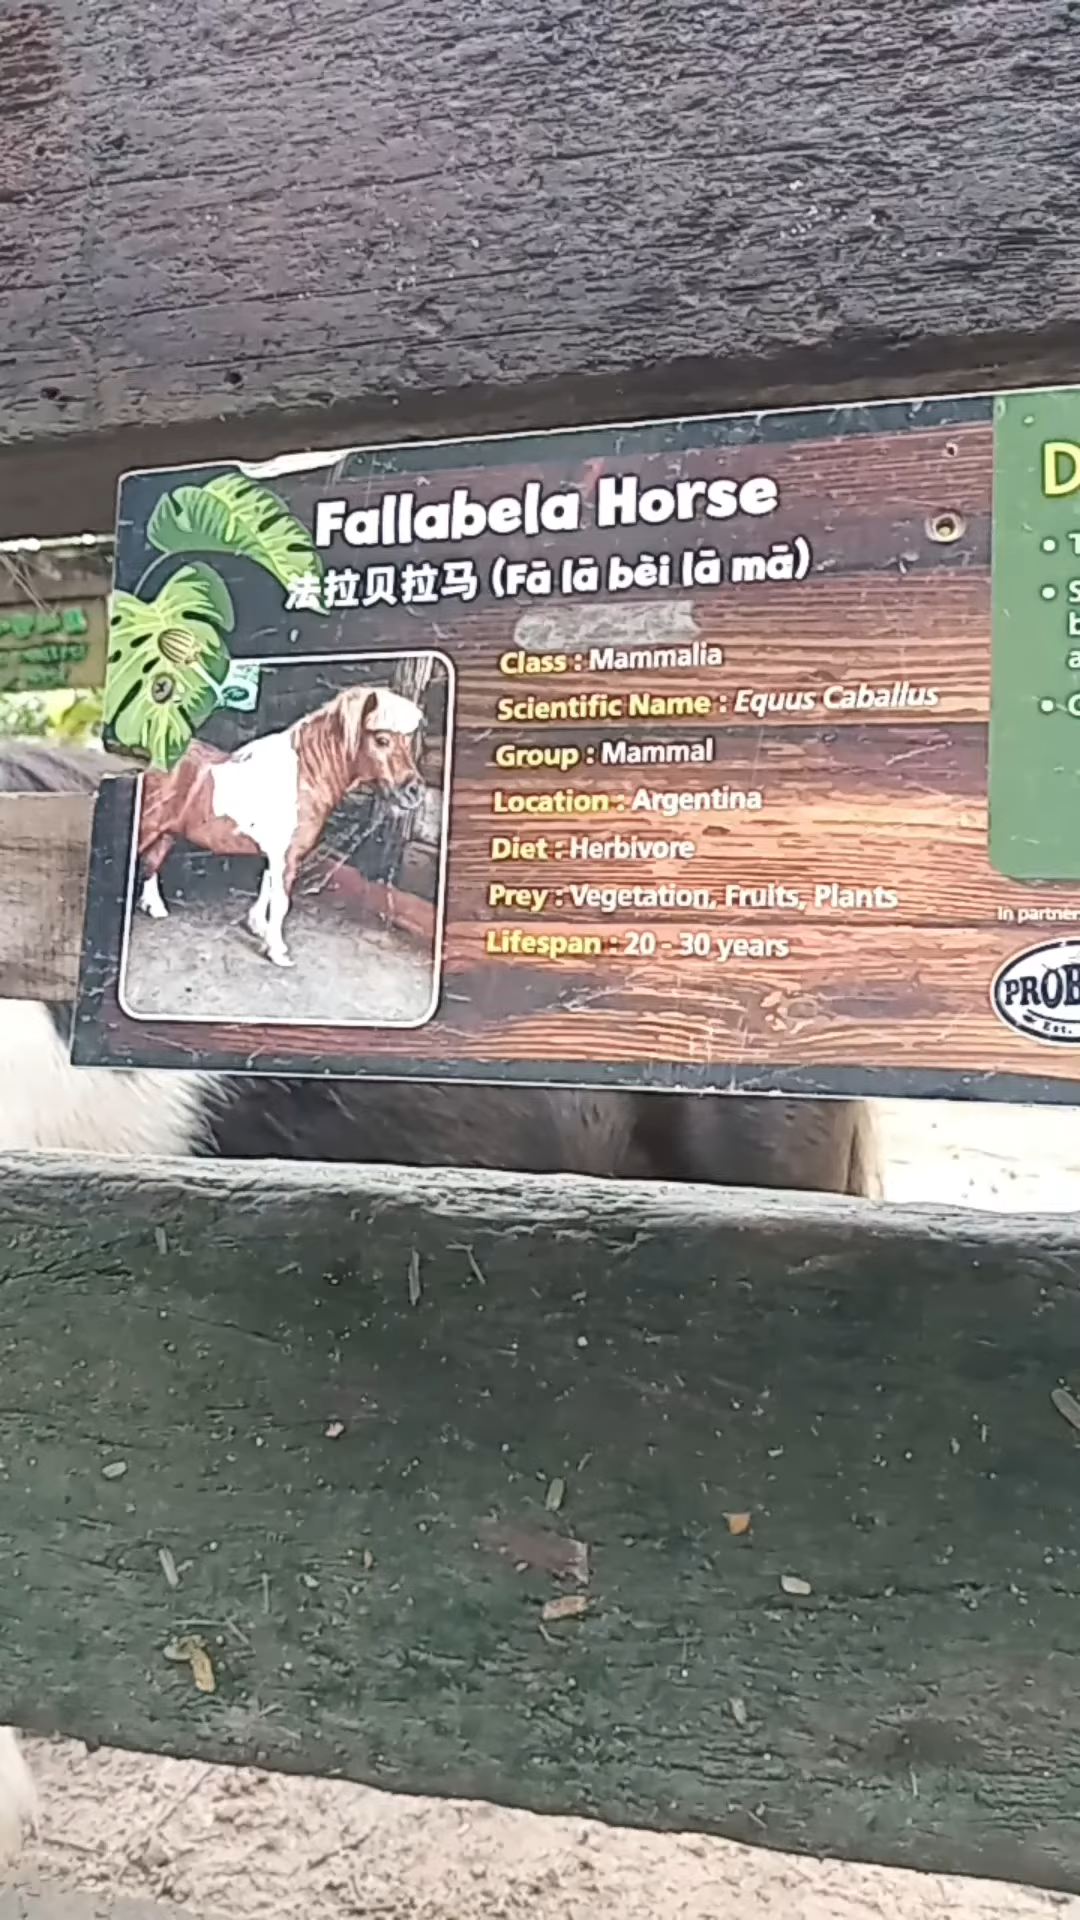 Fallabela Horse
法拉贝拉马 (Fā lā bèi lā mā)
Class : Mammalia
Scientific Name : Equus Caballus
Group : Mammal
Location : Argentina
Diet : Herbivore
Prey : Vegetation, Fruits, Plants
Lifespan : 20 - 30 years
In partner
PROB
Est.